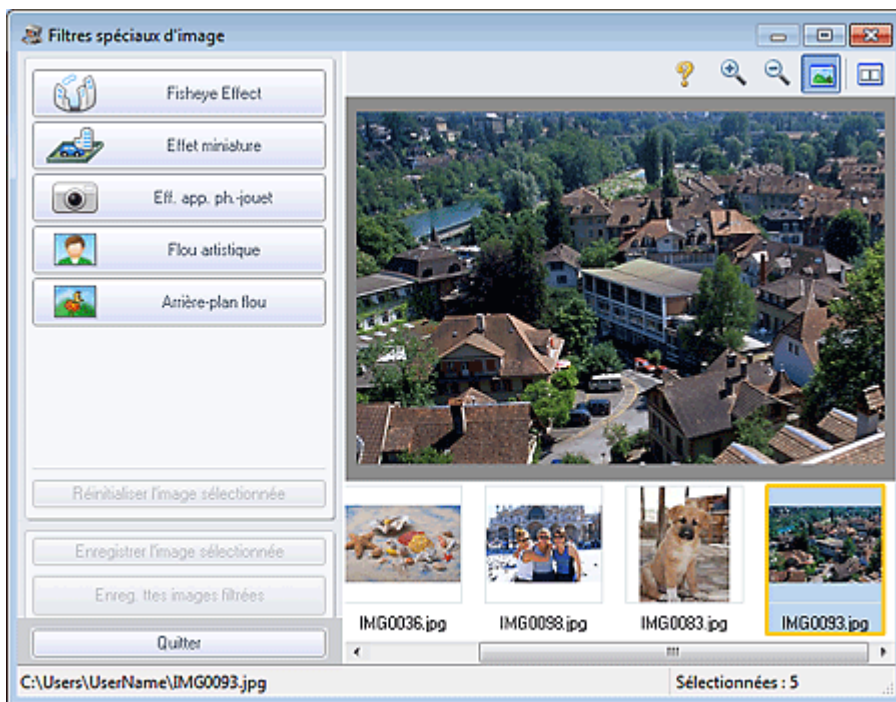 Filtres spéciaux d'image
Fisheye Effect
Effet miniature
Eff. app. ph.-jouet
Flou artistique
Arrière-plan flou
Réinitialiser l'image sélectionnée
Enregistrer l'image sélectionnée
Enreg. ttes images filtrées
Quitter
IMG0036.jpg
IMG0098.jpg
IMG0083.jpg
IMG0093.jpg
C:\Users\UserName\IMG0093.jpg
Sélectionnées : 5